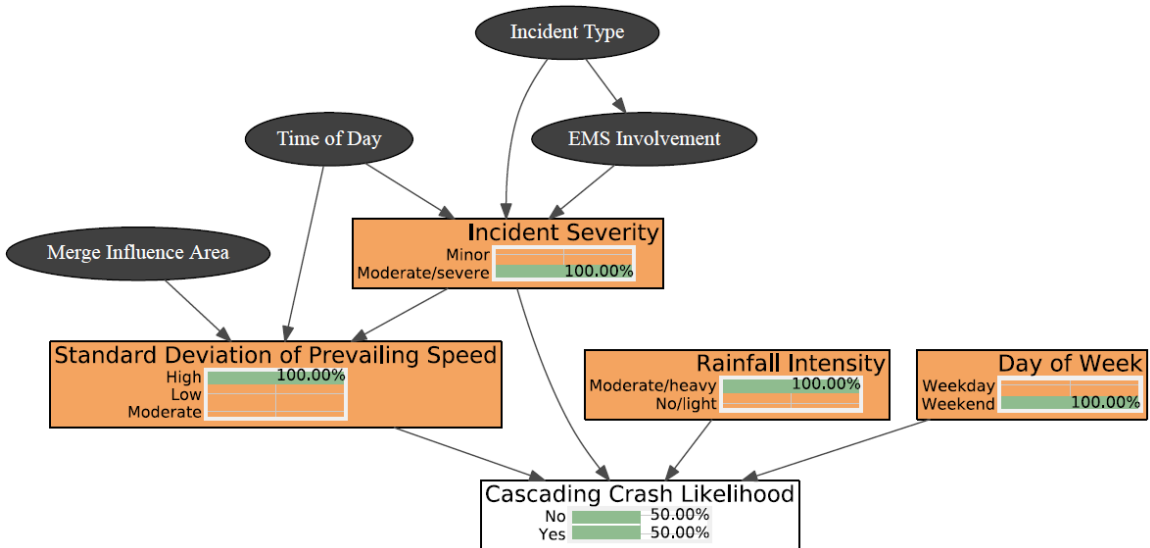 Incident Type
Time of Day
EMS Involvement
Incident Severity
Minor
Moderate/severe 100.00%
Merge Influence Area
Standard Deviation of Prevailing Speed
High 100.00%
Low
Moderate
Rainfall Intensity
Moderate/heavy 100.00%
No/light
Day of Week
Weekday
Weekend 100.00%
Cascading Crash Likelihood
No 50.00%
Yes 50.00%